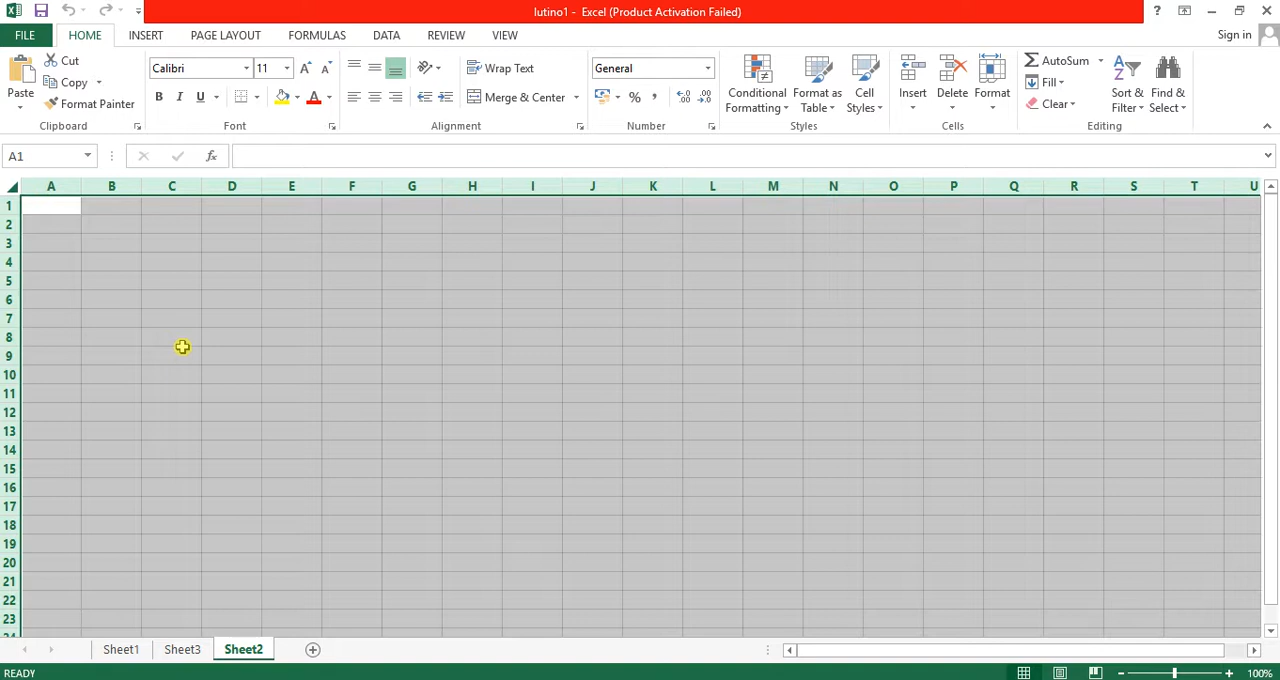 lutino1 - Excel (Product Activation Failed)
?
FILE HOME INSERT PAGE LAYOUT FORMULAS DATA REVIEW VIEW Sign in
Paste
Cut
Copy
Format Painter
Clipboard
Calibri 11
B I U
Font
Wrap Text
Merge & Center
Alignment
General
%
Number
Conditional
Formatting
Format as
Table
Cell
Styles
Styles
Insert
Delete
Format
Cells
AutoSum
Fill
Clear
Sort &
Filter
Find &
Select
Editing
A1 fx
A B C D E F G H I J K L M N O P Q R S T U
1
2
3
4
5
6
7
8
9
10
11
12
13
14
15
16
17
18
19
20
21
22
23
24
Sheet1 Sheet3 Sheet2
READY 100%